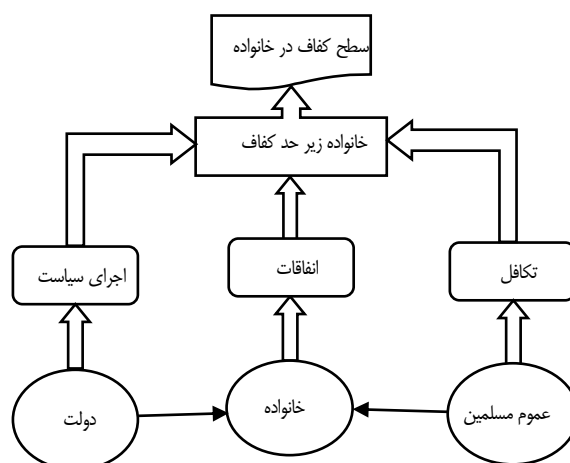 سطح کفاف در خانواده
خانواده زیر حد کفاف
تکافل
انفاقات
اجرای سیاست
عموم مسلمین
خانواده
دولت